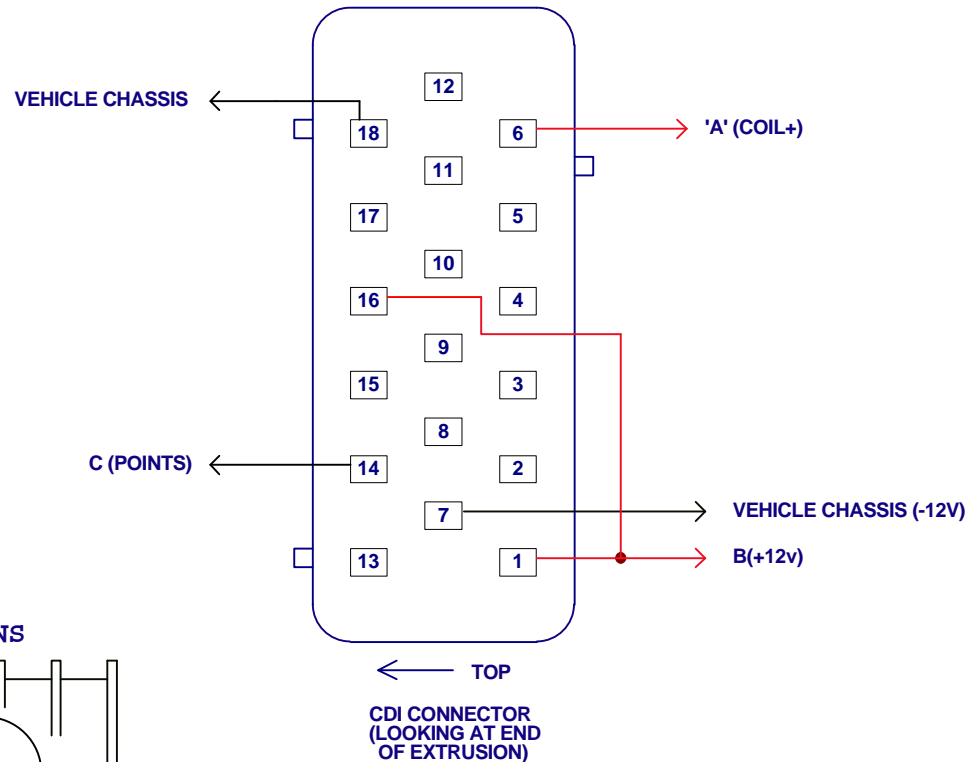 12
VEHICLE CHASSIS
18
6
'A' (COIL+)
11
17
5
10
16
4
9
15
3
8
C (POINTS)
14
2
7
VEHICLE CHASSIS (-12V)
13
1
B(+12v)
TOP
CDI CONNECTOR
(LOOKING AT END
OF EXTRUSION)